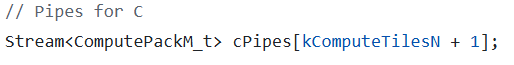 // Pipes for C
Stream<ComputePackM_t> cPipes[kComputeTilesN + 1];